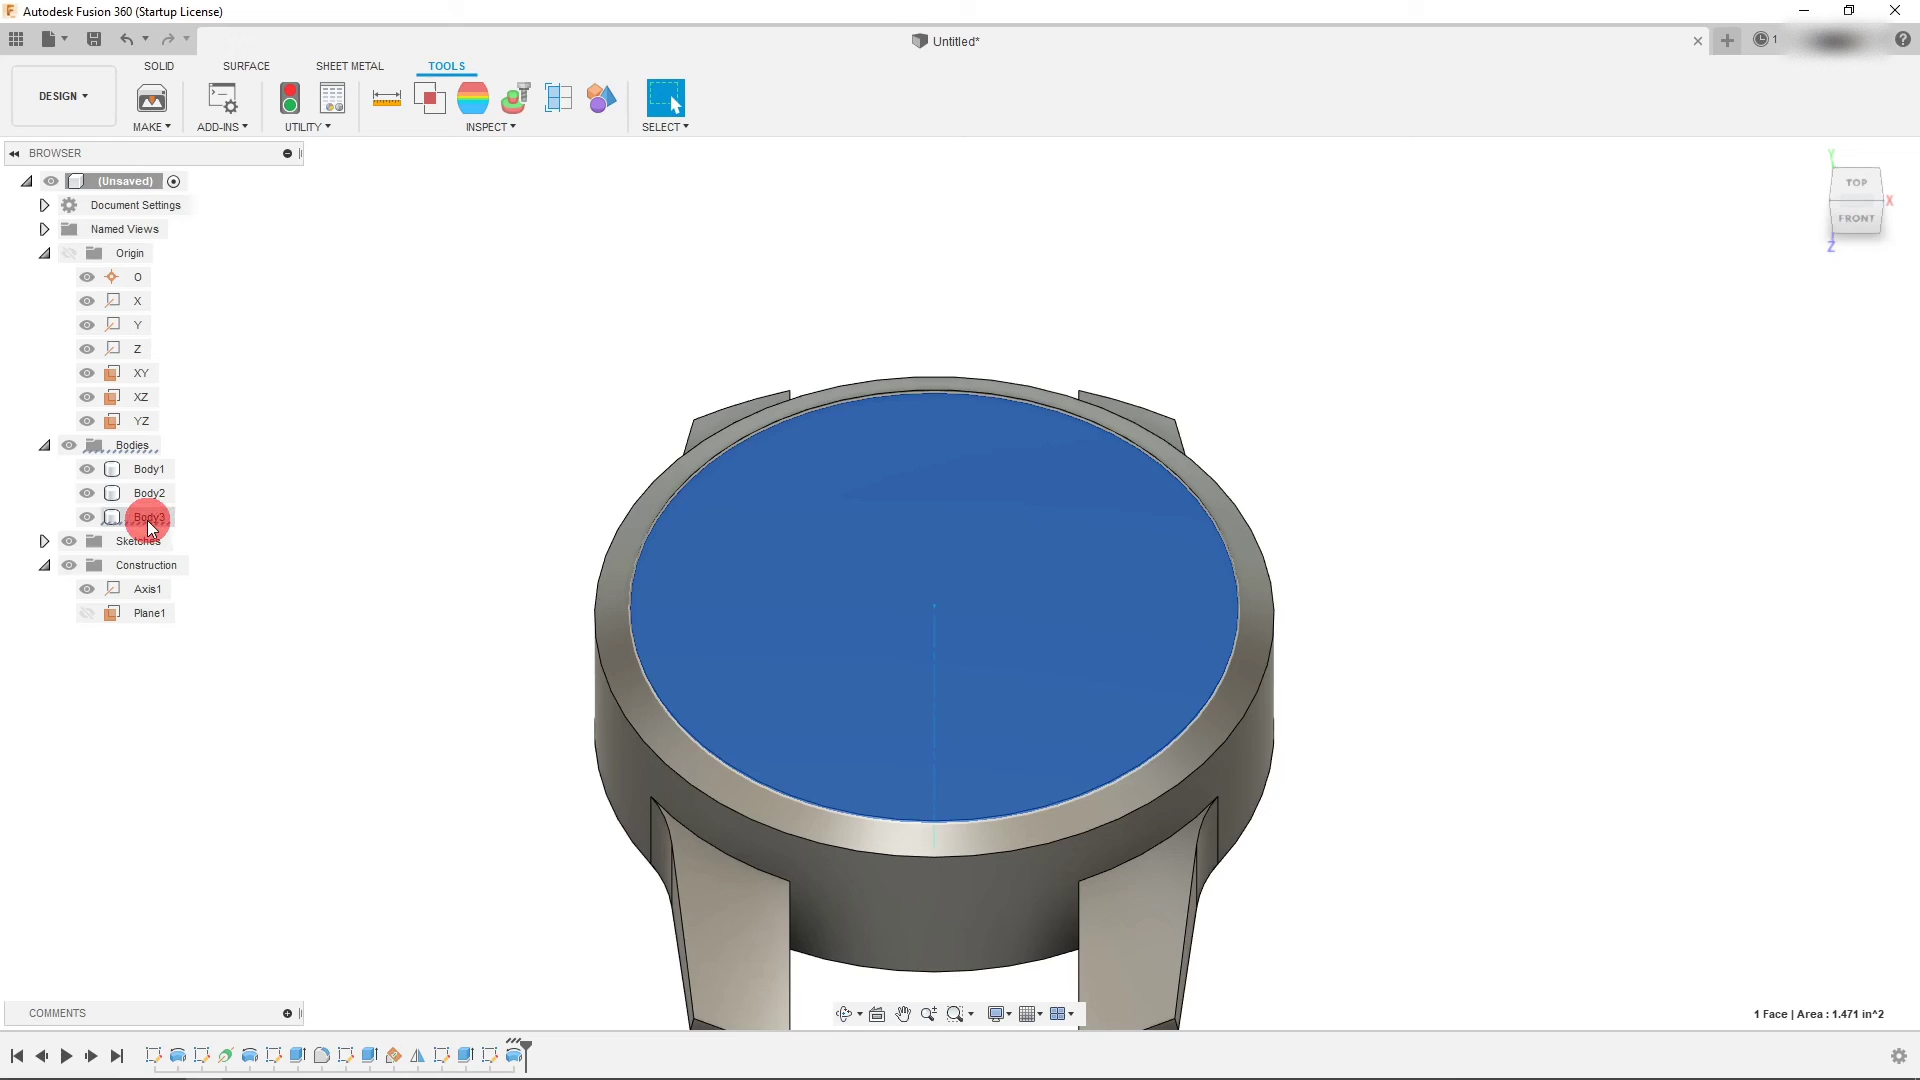 Autodesk Fusion 360 (Startup License)
Untitled*
1
SOLID SURFACE SHEET METAL TOOLS
DESIGN
MAKE ADD-INS UTILITY INSPECT SELECT
BROWSER
(Unsaved)
Document Settings
Named Views
Origin
O
X
Y
Z
XY
XZ
YZ
Bodies
Body1
Body2
Body3
Sketches
Construction
Axis1
Plane1
Y
TOP
X
FRONT
Z
COMMENTS
1 Face | Area : 1.471 in^2